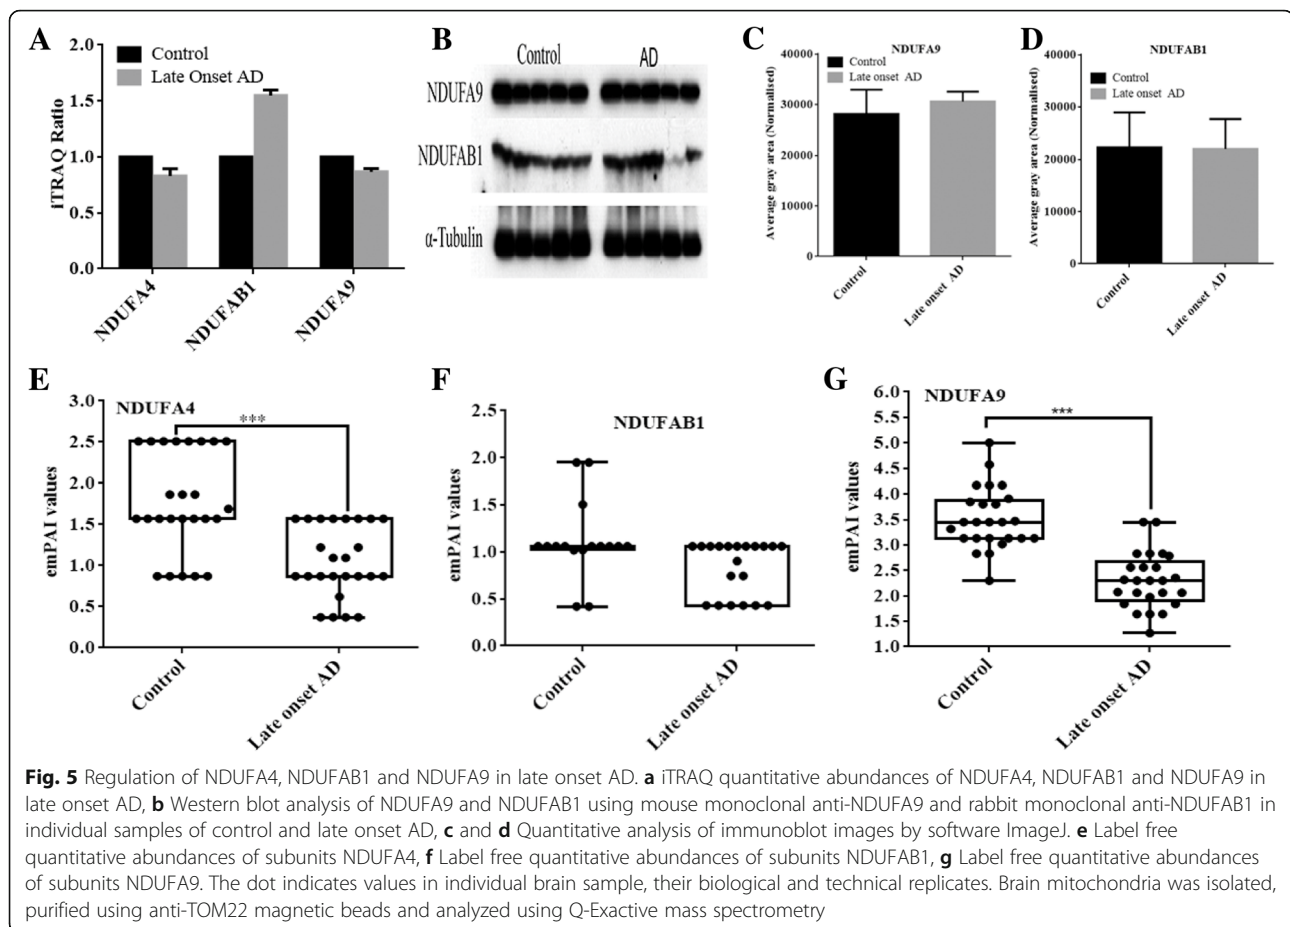 A
2.0
1.5
1.0
0.5
0.0
iTRAQ Ratio
Control
Late Onset AD
NDUFA4
NDUFAB1
NDUFA9
B
Control AD
NDUFA9
NDUFAB1
α-Tubulin
C
NDUFA9
Control
Late onset AD
40000
30000
20000
10000
0
Average gray area (Normalised)
Control
Late onset AD
D
NDUFAB1
Control
Late onset AD
40000
30000
20000
10000
0
Average gray area (Normalised)
Control
Late onset AD
E
NDUFA4
***
3.0
2.5
2.0
1.5
1.0
0.5
0.0
emPAI values
Control
Late onset AD
F
NDUFAB1
2.5
2.0
1.5
1.0
0.5
0.0
emPAI values
Control
Late onset AD
G
NDUFA9
***
6.0
5.5
5.0
4.5
4.0
3.5
3.0
2.5
2.0
1.5
1.0
emPAI values
Control
Late onset AD
Fig. 5 Regulation of NDUFA4, NDUFAB1 and NDUFA9 in late onset AD. a iTRAQ quantitative abundances of NDUFA4, NDUFAB1 and NDUFA9 in
late onset AD, b Western blot analysis of NDUFA9 and NDUFAB1 using mouse monoclonal anti-NDUFA9 and rabbit monoclonal anti-NDUFAB1 in
individual samples of control and late onset AD, c and d Quantitative analysis of immunoblot images by software ImageJ. e Label free
quantitative abundances of subunits NDUFA4, f Label free quantitative abundances of subunits NDUFAB1, g Label free quantitative abundances
of subunits NDUFA9. The dot indicates values in individual brain sample, their biological and technical replicates. Brain mitochondria was isolated,
purified using anti-TOM22 magnetic beads and analyzed using Q-Exactive mass spectrometry